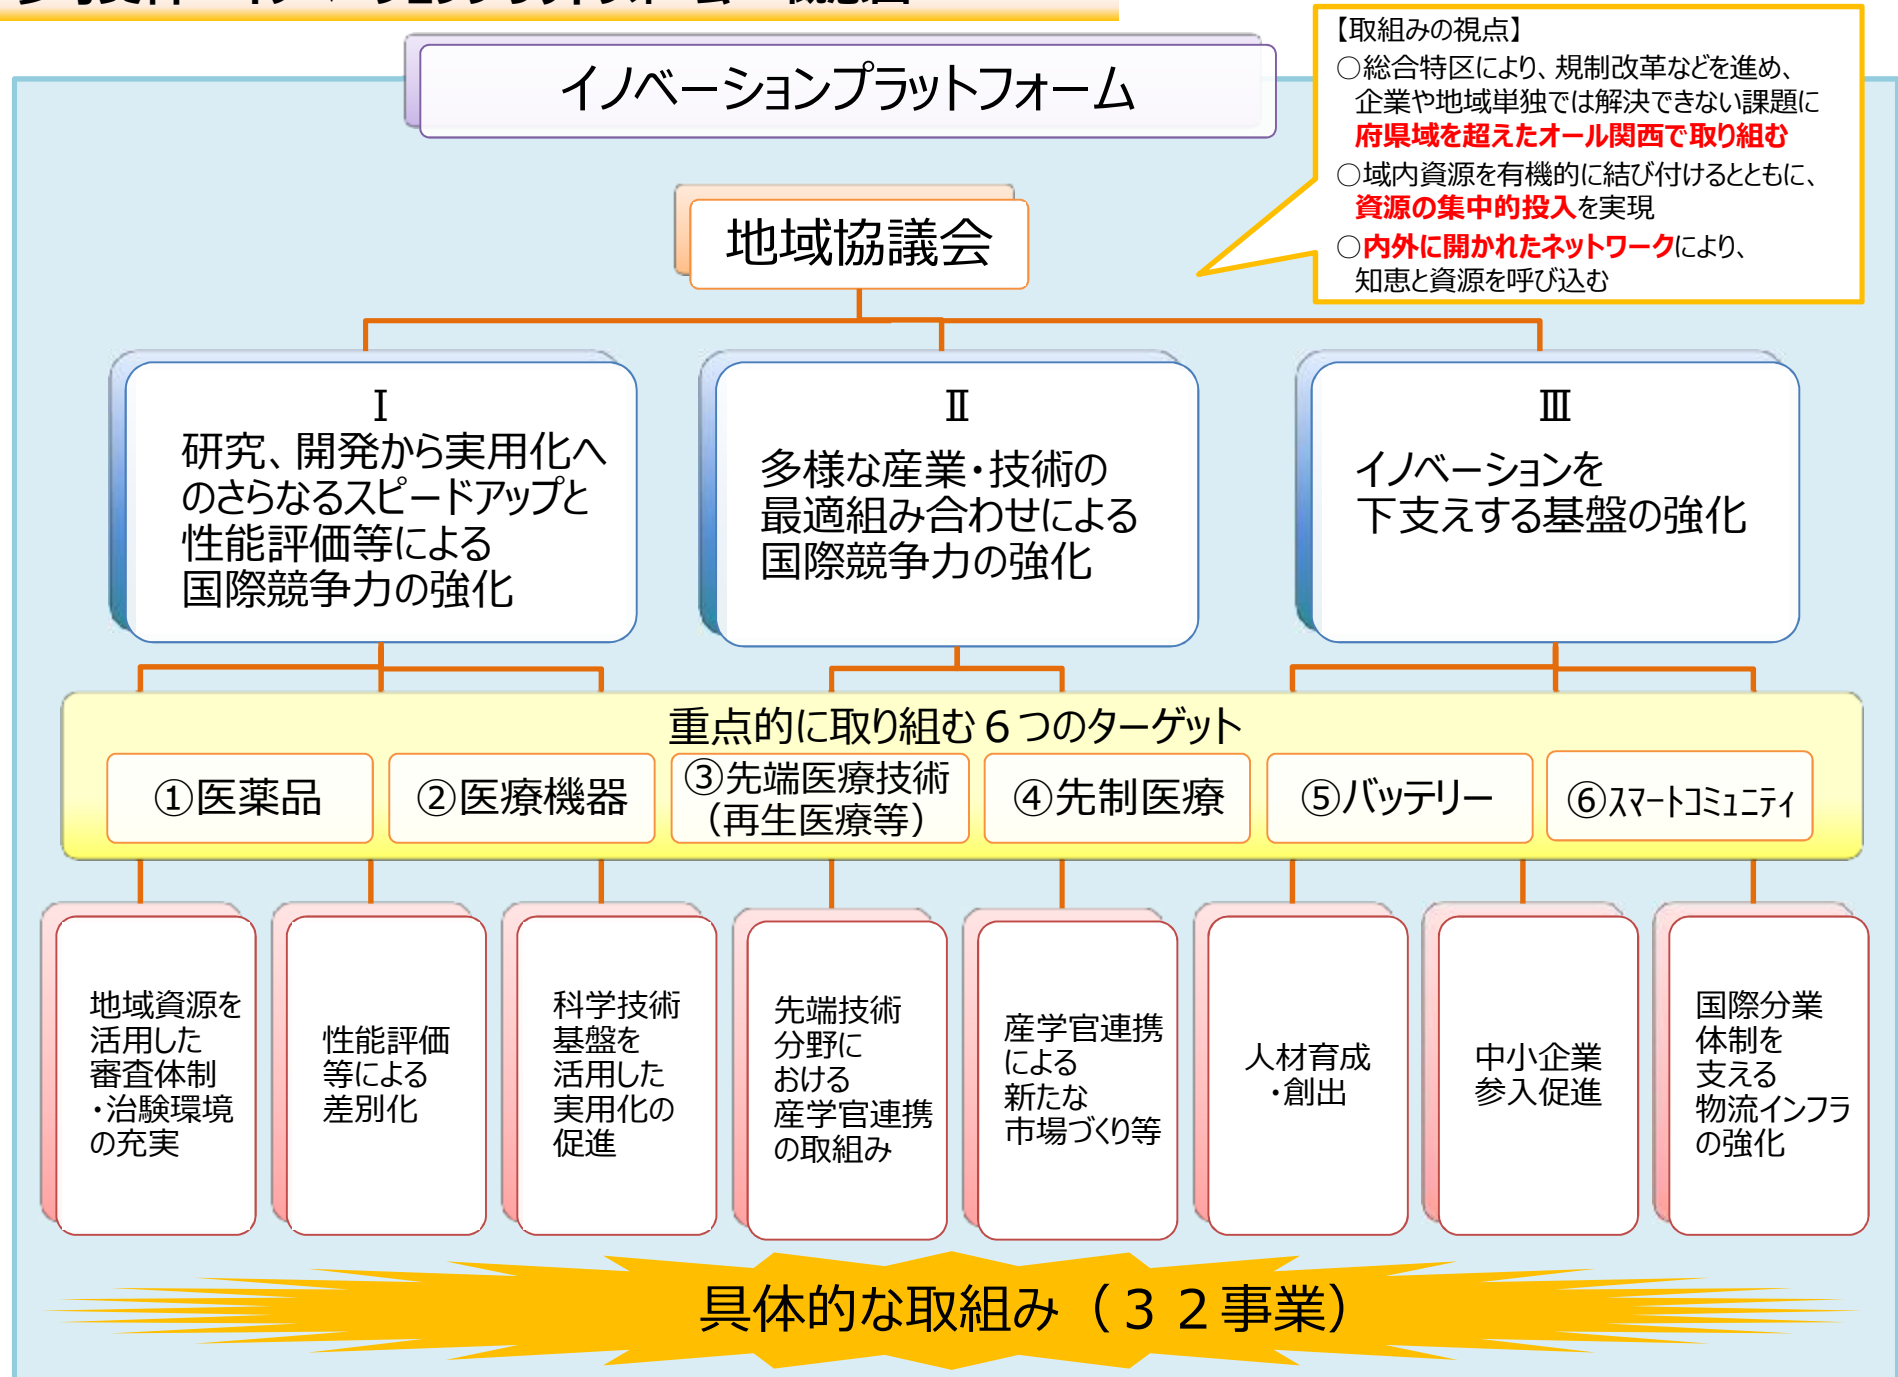 イノベーションプラットフォーム
【取組みの視点】
○総合特区により、規制改革などを進め、
企業や地域単独では解決できない課題に
府県域を超えたオール関西で取り組む
○域内資源を有機的に結び付けるとともに、
資源の集中的投入を実現
○内外に開かれたネットワークにより、
知恵と資源を呼び込む
地域協議会
Ⅰ
研究、開発から実用化へ
のさらなるスピードアップと
性能評価等による
国際競争力の強化
Ⅱ
多様な産業・技術の
最適組み合わせによる
国際競争力の強化
Ⅲ
イノベーションを
下支えする基盤の強化
重点的に取り組む６つのターゲット
①医薬品
②医療機器
③先端医療技術
（再生医療等）
④先制医療
⑤バッテリー
⑥ｽﾏｰﾄｺﾐｭﾆﾃｨ
地域資源を
活用した
審査体制
・治験環境
の充実
性能評価
等による
差別化
科学技術
基盤を
活用した
実用化の
促進
先端技術
分野に
おける
産学官連携
の取組み
産学官連携
による
新たな
市場づくり等
人材育成
・創出
中小企業
参入促進
国際分業
体制を
支える
物流インフラ
の強化
具体的な取組み（３２事業）